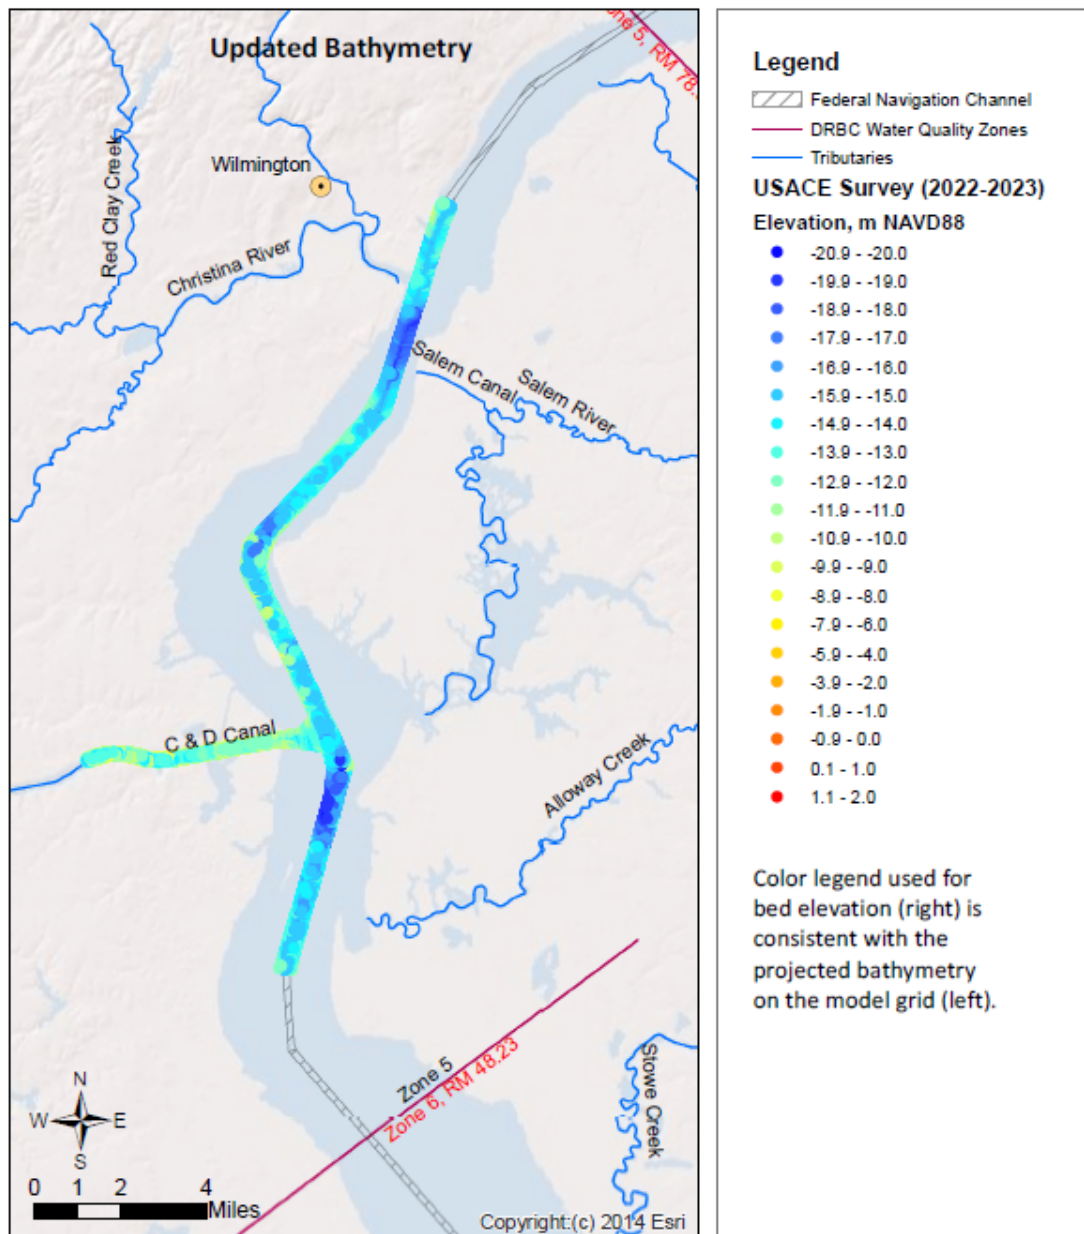 Updated Bathymetry
Zone 5, RM 78.
Wilmington
Red Clay Creek
Christina River
Salem Canal
Salem River
C & D Canal
Alloway Creek
Zone 5
Zone 6, RM 48.23
Stowe Creek
N
W E
S
0 1 2 4
Miles
Copyright:(c) 2014 Esri
Legend
Federal Navigation Channel
DRBC Water Quality Zones
Tributaries
USACE Survey (2022-2023)
Elevation, m NAVD88
-20.9 - -20.0
-19.9 - -19.0
-18.9 - -18.0
-17.9 - -17.0
-16.9 - -16.0
-15.9 - -15.0
-14.9 - -14.0
-13.9 - -13.0
-12.9 - -12.0
-11.9 - -11.0
-10.9 - -10.0
-9.9 - -9.0
-8.9 - -8.0
-7.9 - -6.0
-5.9 - -4.0
-3.9 - -2.0
-1.9 - -1.0
-0.9 - 0.0
0.1 - 1.0
1.1 - 2.0
Color legend used for
bed elevation (right) is
consistent with the
projected bathymetry
on the model grid (left).